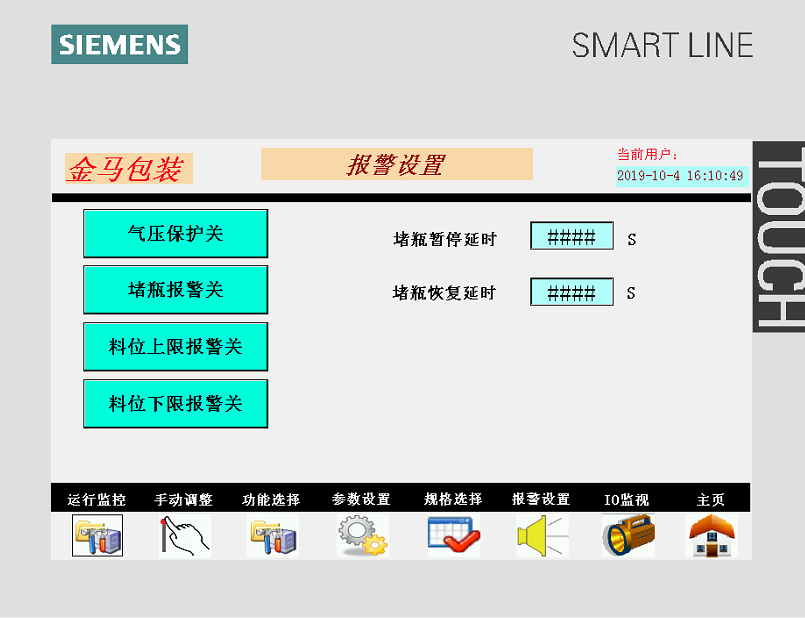 SIEMENS
SMART LINE
金马包装
报警设置
当前用户:
2019-10-4 16:10:49
TOUCH
气压保护关
堵瓶暂停延时 #### S
堵瓶报警关
堵瓶恢复延时 #### S
料位上限报警关
料位下限报警关
运行监控 手动调整 功能选择 参数设置 规格选择 报警设置 IO监视 主页